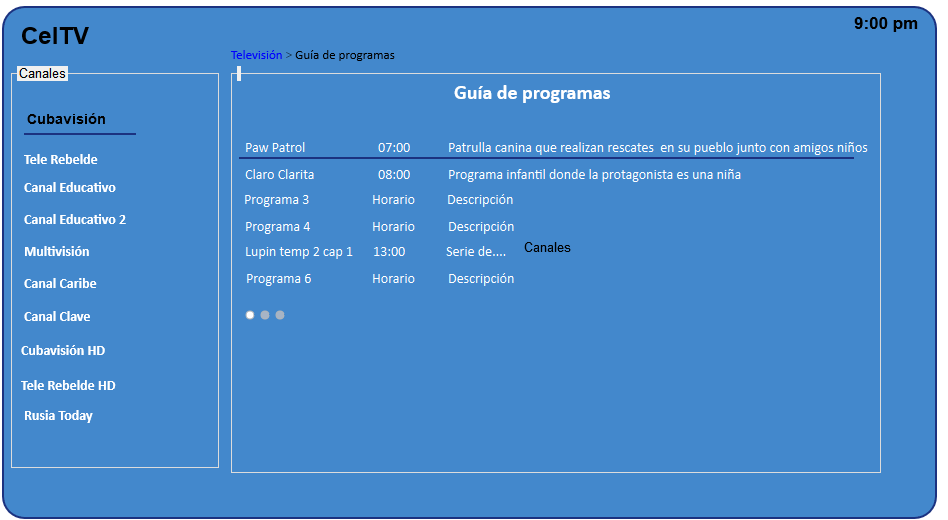 CelTV
9:00 pm
Televisión > Guía de programas
Canales
Cubavisión
Tele Rebelde
Canal Educativo
Canal Educativo 2
Multivisión
Canal Caribe
Canal Clave
Cubavisión HD
Tele Rebelde HD
Rusia Today
Guía de programas
Paw Patrol 07:00 Patrulla canina que realizan rescates en su pueblo junto con amigos niños
Claro Clarita 08:00 Programa infantil donde la protagonista es una niña
Programa 3 Horario Descripción
Programa 4 Horario Descripción
Lupin temp 2 cap 1 13:00 Serie de.... Canales
Programa 6 Horario Descripción